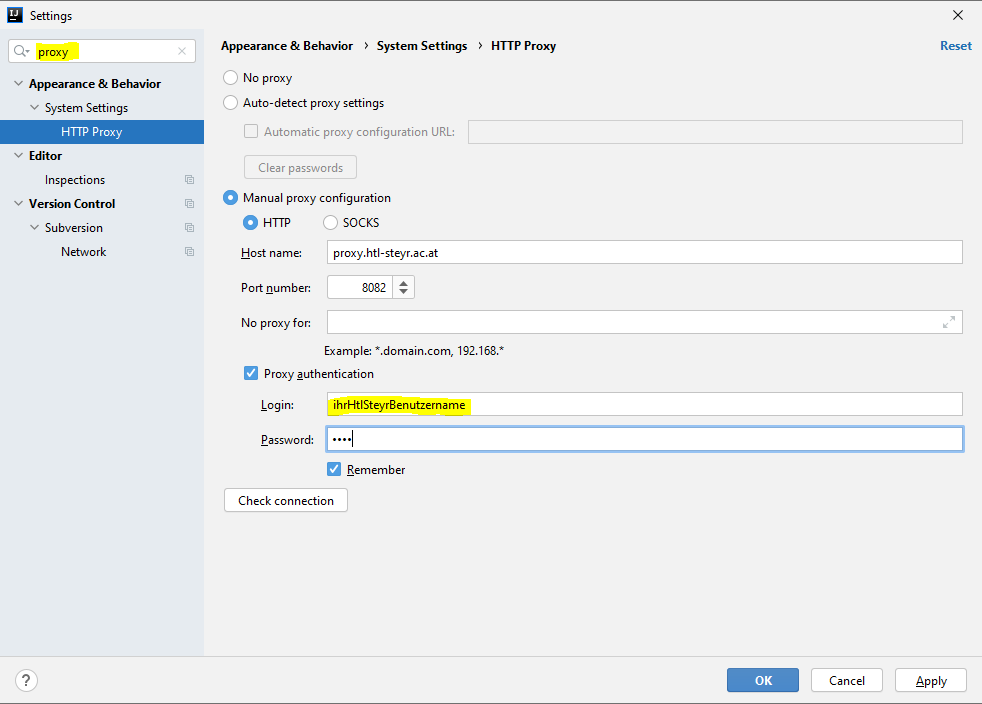 IJ Settings
proxy
Appearance & Behavior
System Settings
HTTP Proxy
Editor
Inspections
Version Control
Subversion
Network
Appearance & Behavior › System Settings › HTTP Proxy
Reset
No proxy
Auto-detect proxy settings
Automatic proxy configuration URL:
Clear passwords
Manual proxy configuration
HTTP SOCKS
Host name: proxy.htl-steyr.ac.at
Port number: 8082
No proxy for:
Example: *.domain.com, 192.168.*
Proxy authentication
Login: ihrHtlSteyrBenutzername
Password: ••••
Remember
Check connection
? OK Cancel Apply